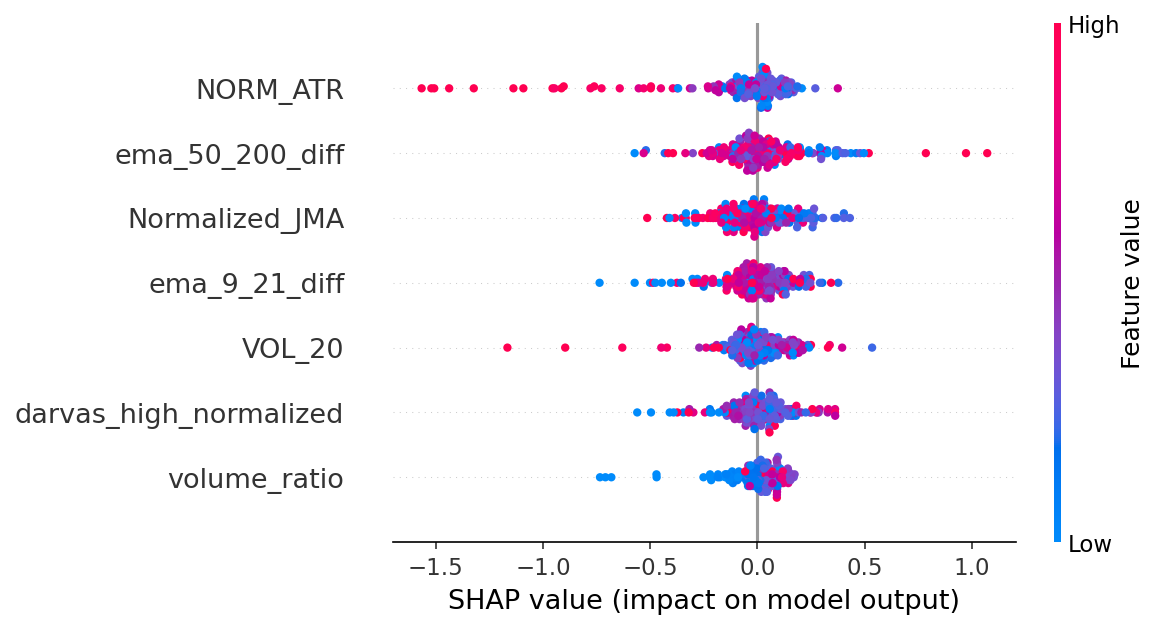 High
NORM_ATR
ema_50_200_diff
Normalized_JMA
ema_9_21_diff
VOL_20
darvas_high_normalized
volume_ratio
Feature value
Low
−1.5 −1.0 −0.5 0.0 0.5 1.0
SHAP value (impact on model output)